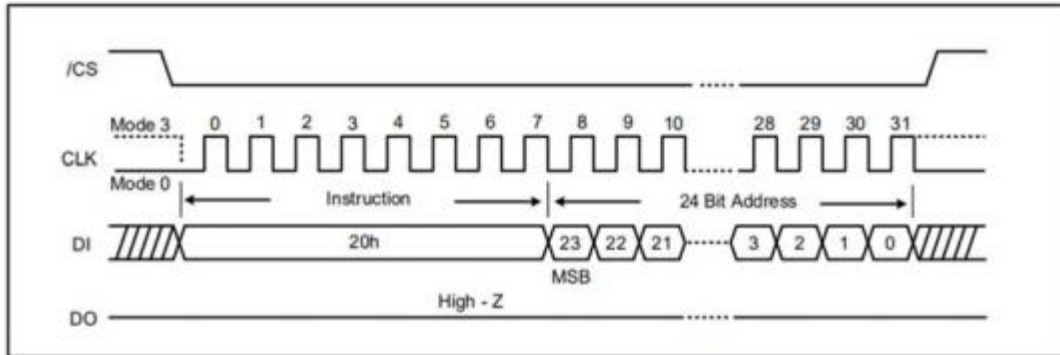 /CS
Mode 3 0 1 2 3 4 5 6 7 8 9 10 28 29 30 31
CLK
Mode 0
Instruction 24 Bit Address
DI 20h 23 22 21 3 2 1 0
MSB
High - Z
DO